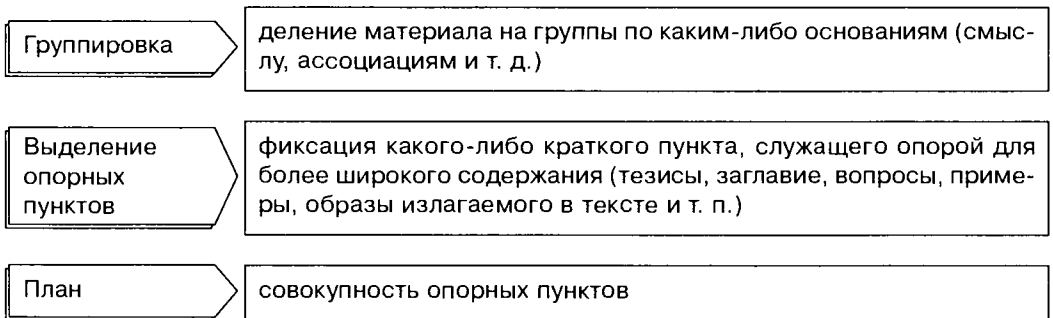 Группировка
деление материала на группы по каким-либо основаниям (смыс-
лу, ассоциациям и т. д.)
Выделение
опорных
пунктов
фиксация какого-либо краткого пункта, служащего опорой для
более широкого содержания (тезисы, заглавие, вопросы, приме-
ры, образы излагаемого в тексте и т. п.)
План
совокупность опорных пунктов